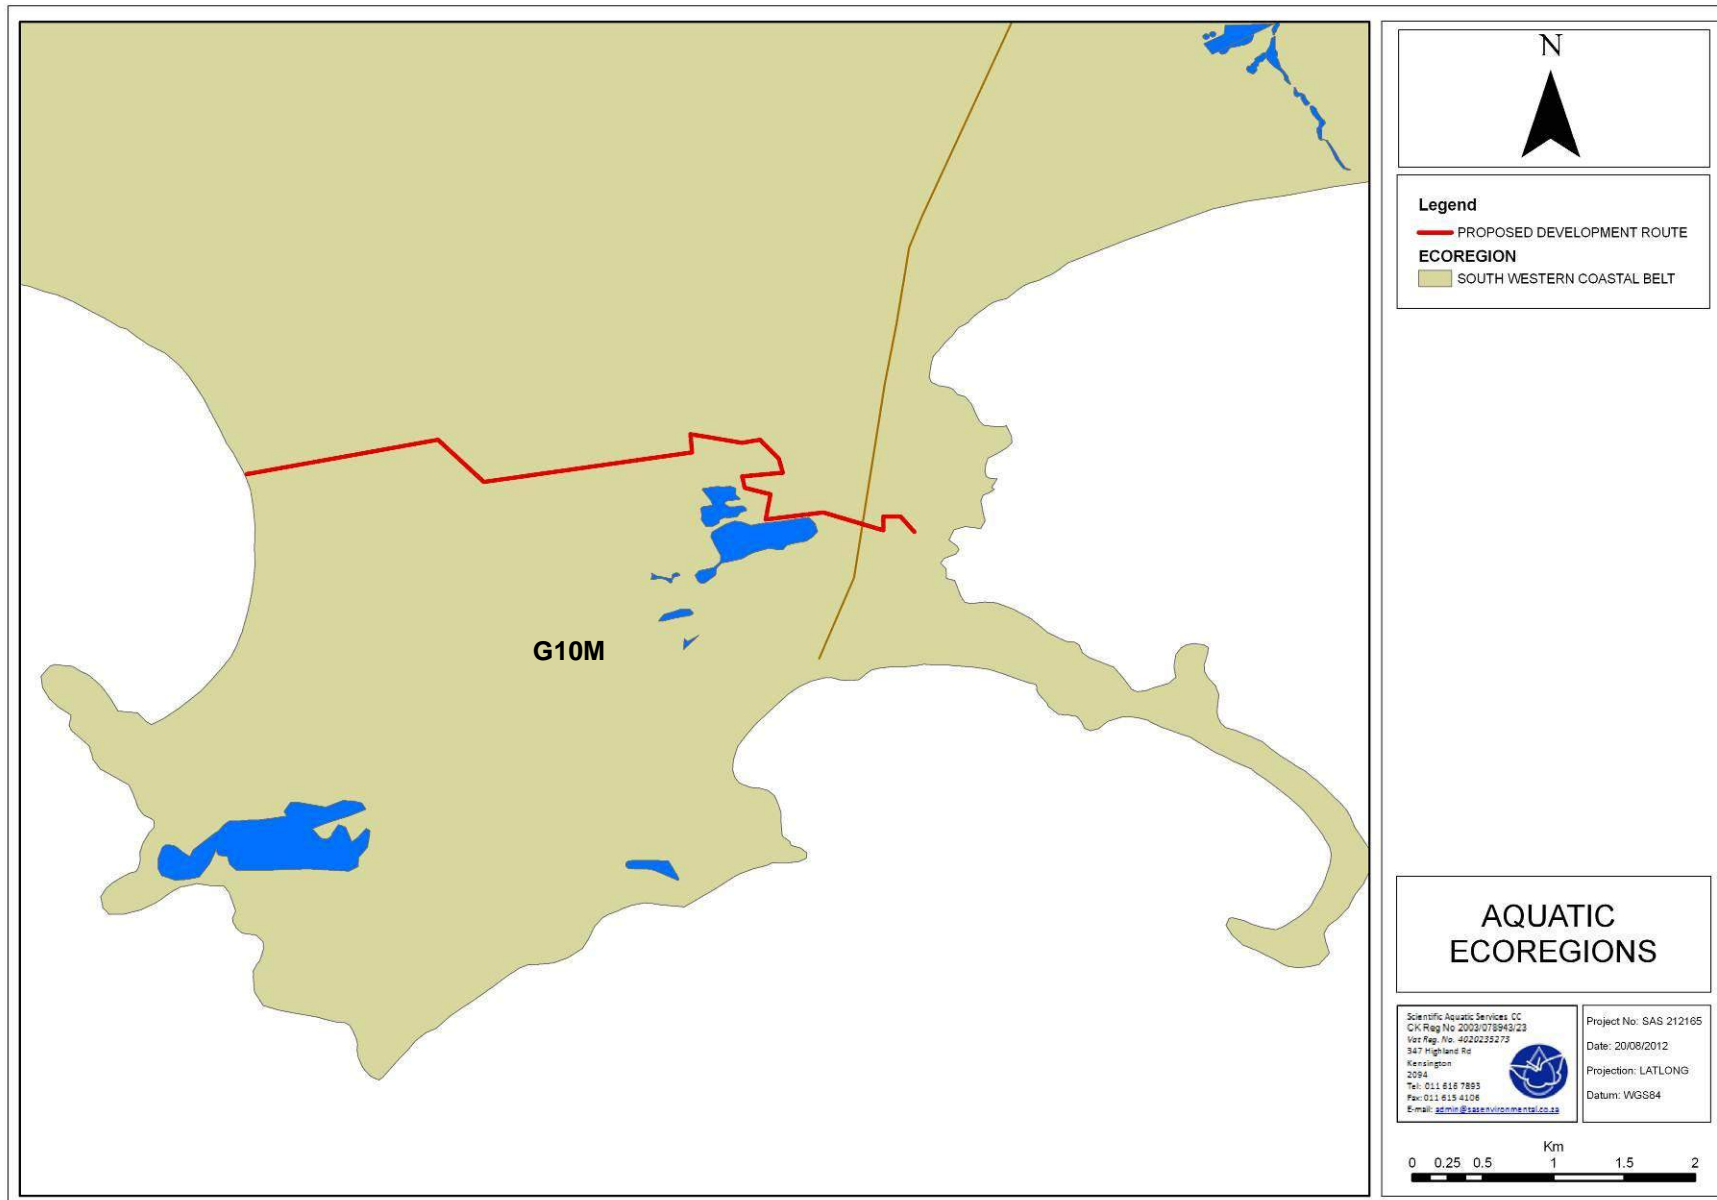 N
Legend
PROPOSED DEVELOPMENT ROUTE
ECOREGION
SOUTH WESTERN COASTAL BELT
G10M
AQUATIC
ECOREGIONS
Scientific Aquatic Services CC
CK Reg No 2003/078943/23
Vat Reg. No. 4020235273
347 Highland Rd
Kensington
2094
Tel: 011 616 7893
Fax: 011 615 4106
E-mail: admin@sasenvironmental.co.za
Project No: SAS 212165
Date: 20/08/2012
Projection: LATLONG
Datum: WGS84
Km
0 0.25 0.5 1 1.5 2